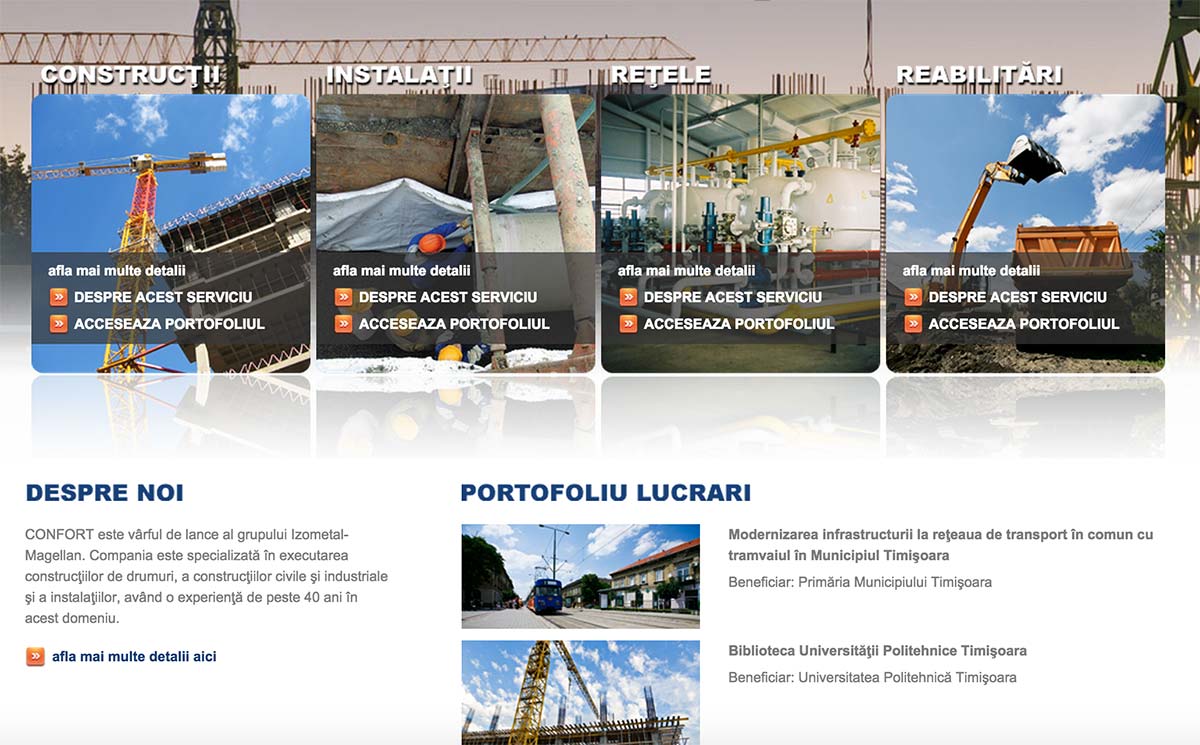 CONSTRUCŢII
INSTALAŢII
REŢELE
REABILITĂRI
afla mai multe detalii
DESPRE ACEST SERVICIU
ACCESEAZA PORTOFOLIUL
afla mai multe detalii
DESPRE ACEST SERVICIU
ACCESEAZA PORTOFOLIUL
afla mai multe detalii
DESPRE ACEST SERVICIU
ACCESEAZA PORTOFOLIUL
afla mai multe detalii
DESPRE ACEST SERVICIU
ACCESEAZA PORTOFOLIUL
DESPRE NOI
CONFORT este vârful de lance al grupului Izometal-
Magellan. Compania este specializată în executarea
construcţiilor de drumuri, a construcţiilor civile şi industriale
şi a instalaţiilor, având o experienţă de peste 40 ani în
acest domeniu.
afla mai multe detalii aici
PORTOFOLIU LUCRARI
Modernizarea infrastructurii la reţeaua de transport în comun cu
tramvaiul în Municipiul Timişoara
Beneficiar: Primăria Municipiului Timişoara
Biblioteca Universităţii Politehnice Timişoara
Beneficiar: Universitatea Politehnică Timişoara